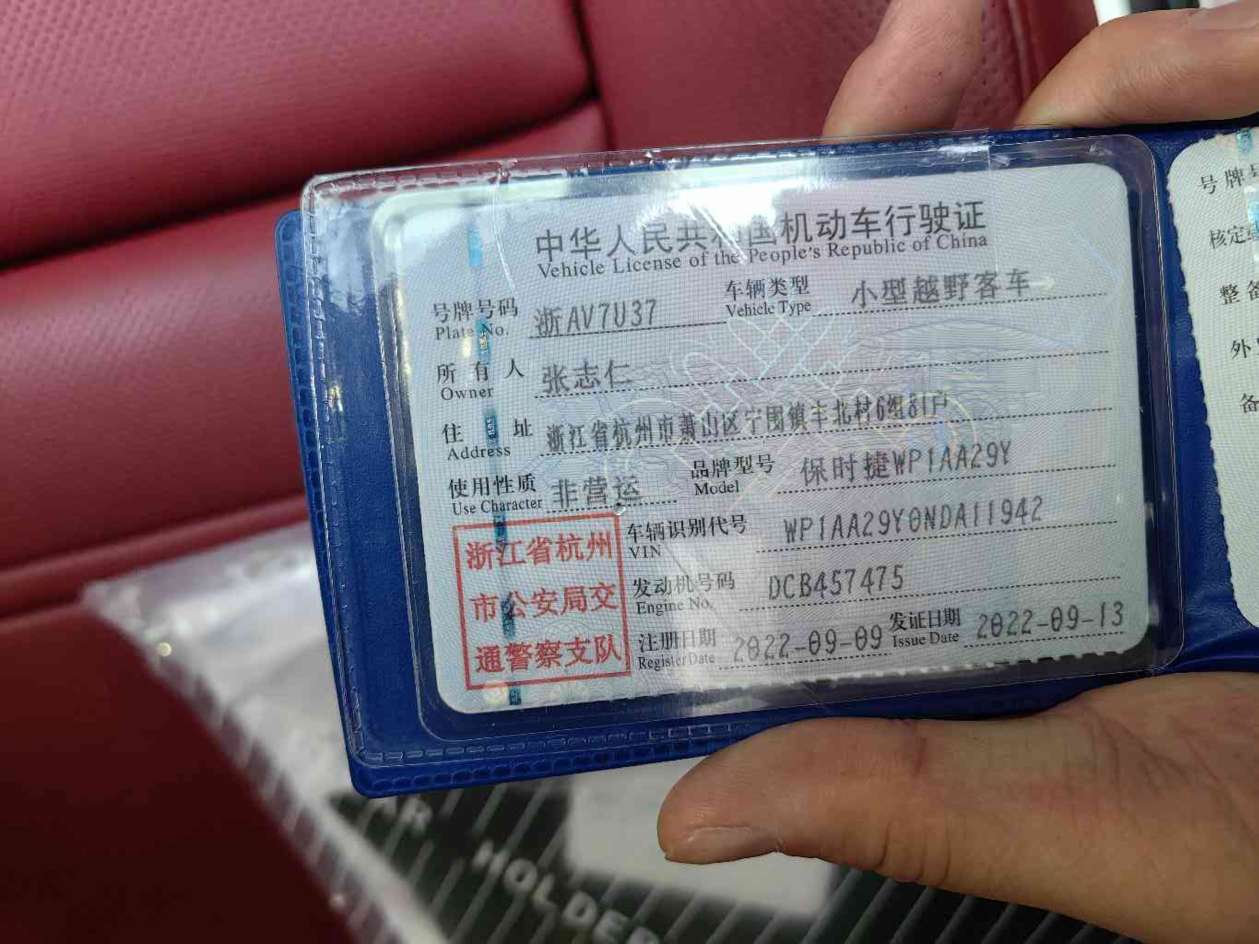 中华人民共和国机动车行驶证
Vehicle License of the People's Republic of China
号牌号码 浙AV7U37 车辆类型 小型越野客车
Plate No. Vehicle Type
所有人 张志仁
Owner
住址 浙江省杭州市萧山区宁围镇丰北村6组81户
Address
使用性质 非营运 品牌型号 保时捷WP1AA29Y
Use Character Model
浙江省杭州
市公安局交
通警察支队
车辆识别代号 WP1AA29Y0NDA11942
VIN
发动机号码 DCB457475
Engine No.
注册日期 2022-09-09 发证日期 2022-09-13
Register Date Issue Date
号牌
核定
整备
外
备
HOLDER